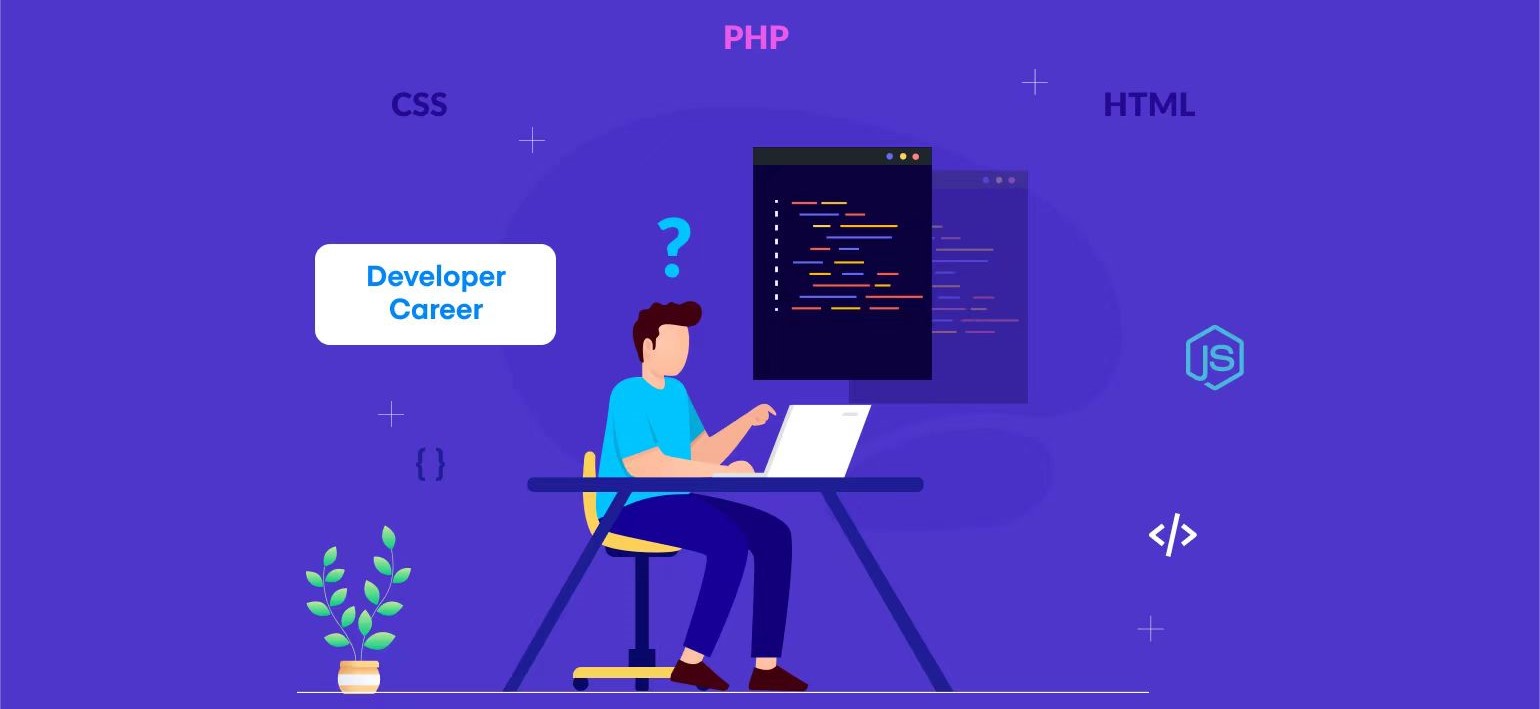 PHP
CSS
HTML
?
Developer
Career
JS
{ }
</>